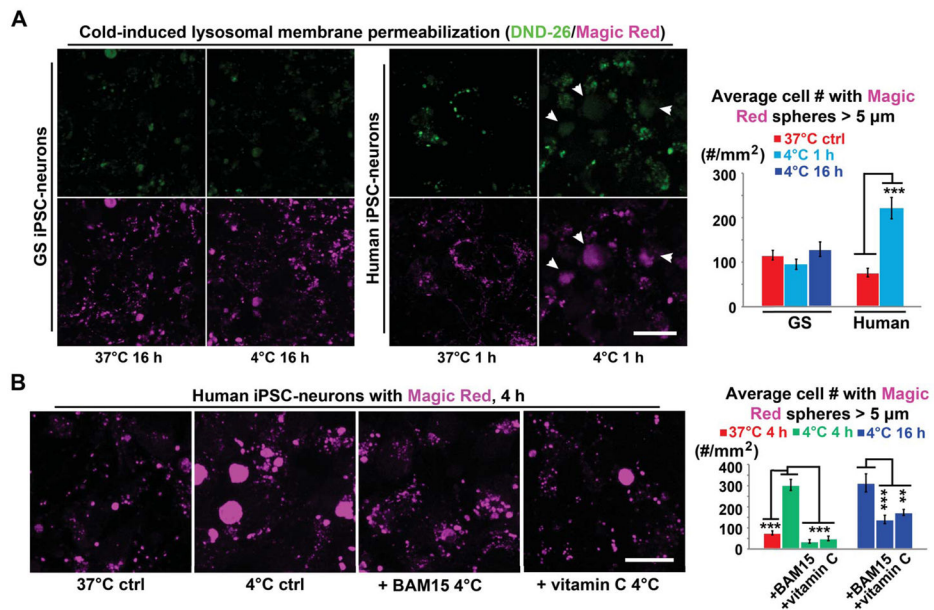 A
Cold-induced lysosomal membrane permeabilization (DND-26/Magic Red)
GS iPSC-neurons
Human iPSC-neurons
37°C 16 h
4°C 16 h
37°C 1 h
4°C 1 h
Average cell # with Magic
Red spheres > 5 μm
37°C ctrl
(#/mm²)
4°C 1 h
4°C 16 h
300
200
100
0
***
GS
Human
B
Human iPSC-neurons with Magic Red, 4 h
37°C ctrl
4°C ctrl
+ BAM15 4°C
+ vitamin C 4°C
Average cell # with Magic
Red spheres > 5 μm
37°C 4 h
4°C 4 h
4°C 16 h
(#/mm²)
400
300
200
100
0
***
***
***
**
+BAM15
+vitamin C
+BAM15
+vitamin C